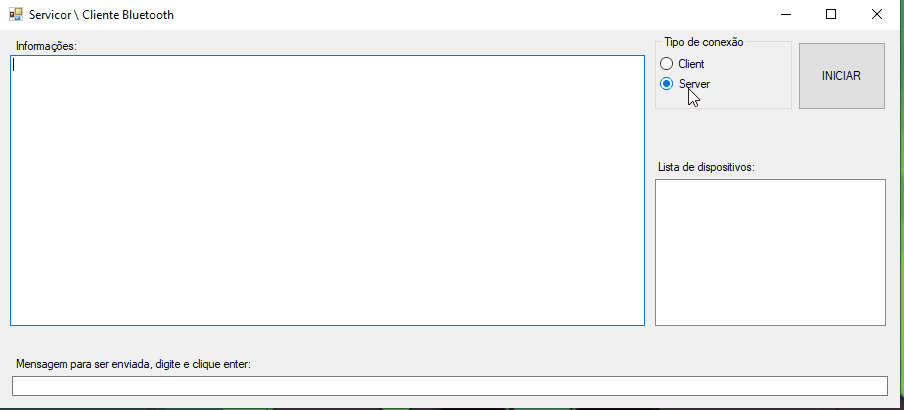 Servicor \ Cliente Bluetooth
Informações:
Tipo de conexão
Client
Server
INICIAR
Lista de dispositivos:
Mensagem para ser enviada, digite e clique enter: